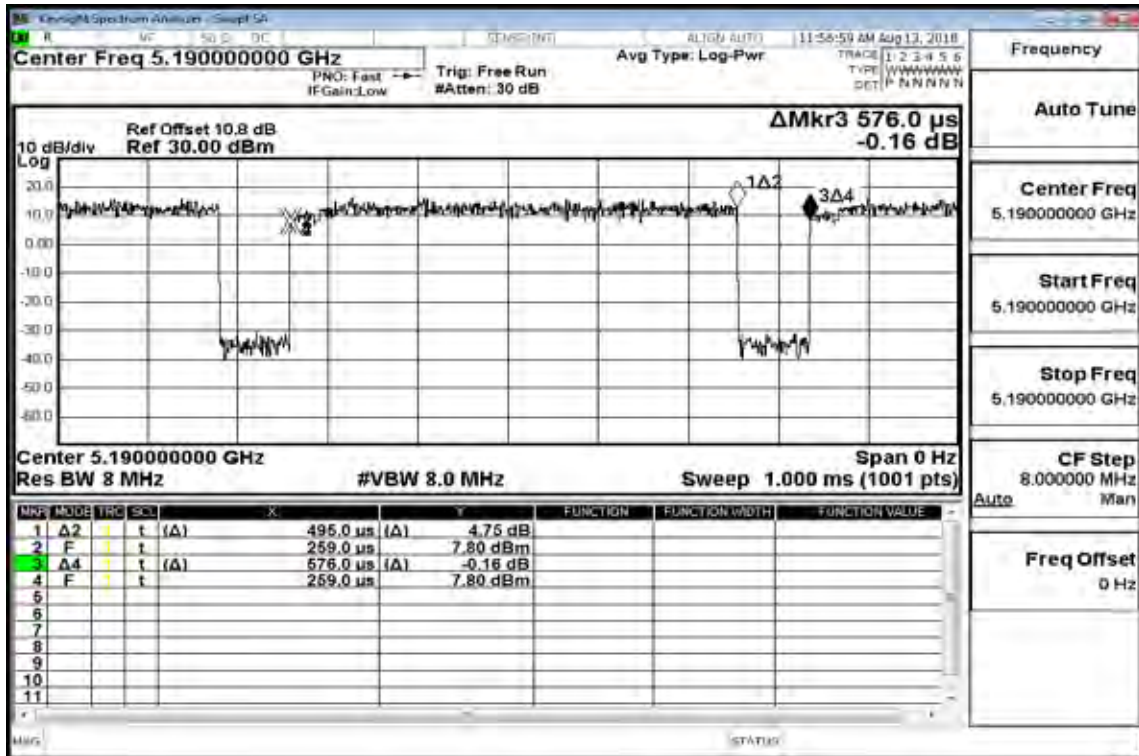 Keysight Spectrum Analyzer - Swept SA
R
50 Ω DC
SENSE:INT
ALIGN AUTO
11:56:59 AM Aug 13, 2018
Center Freq 5.190000000 GHz
PNO: Fast
IFGain:Low
Trig: Free Run
#Atten: 30 dB
Avg Type: Log-Pwr
TRACE 1 2 3 4 5 6
TYPE WWWWWW
DET P N N N N N
ΔMkr3 576.0 µs
-0.16 dB
Ref Offset 10.8 dB
10 dB/div Ref 30.00 dBm
Log
20.0
10.0
0.00
-10.0
-20.0
-30.0
-40.0
-50.0
-60.0
1Δ2
3Δ4
Center 5.190000000 GHz
Span 0 Hz
Res BW 8 MHz
#VBW 8.0 MHz
Sweep 1.000 ms (1001 pts)
MKR MODE TRC SCL X Y FUNCTION FUNCTION WIDTH FUNCTION VALUE
1 Δ2 1 t (Δ) 495.0 µs (Δ) 4.75 dB
2 F 1 t 259.0 µs 7.80 dBm
3 Δ4 1 t (Δ) 576.0 µs (Δ) -0.16 dB
4 F 1 t 259.0 µs 7.80 dBm
5
6
7
8
9
10
11
MSG
STATUS
Frequency
Auto Tune
Center Freq
5.190000000 GHz
Start Freq
5.190000000 GHz
Stop Freq
5.190000000 GHz
CF Step
8.000000 MHz
Auto Man
Freq Offset
0 Hz